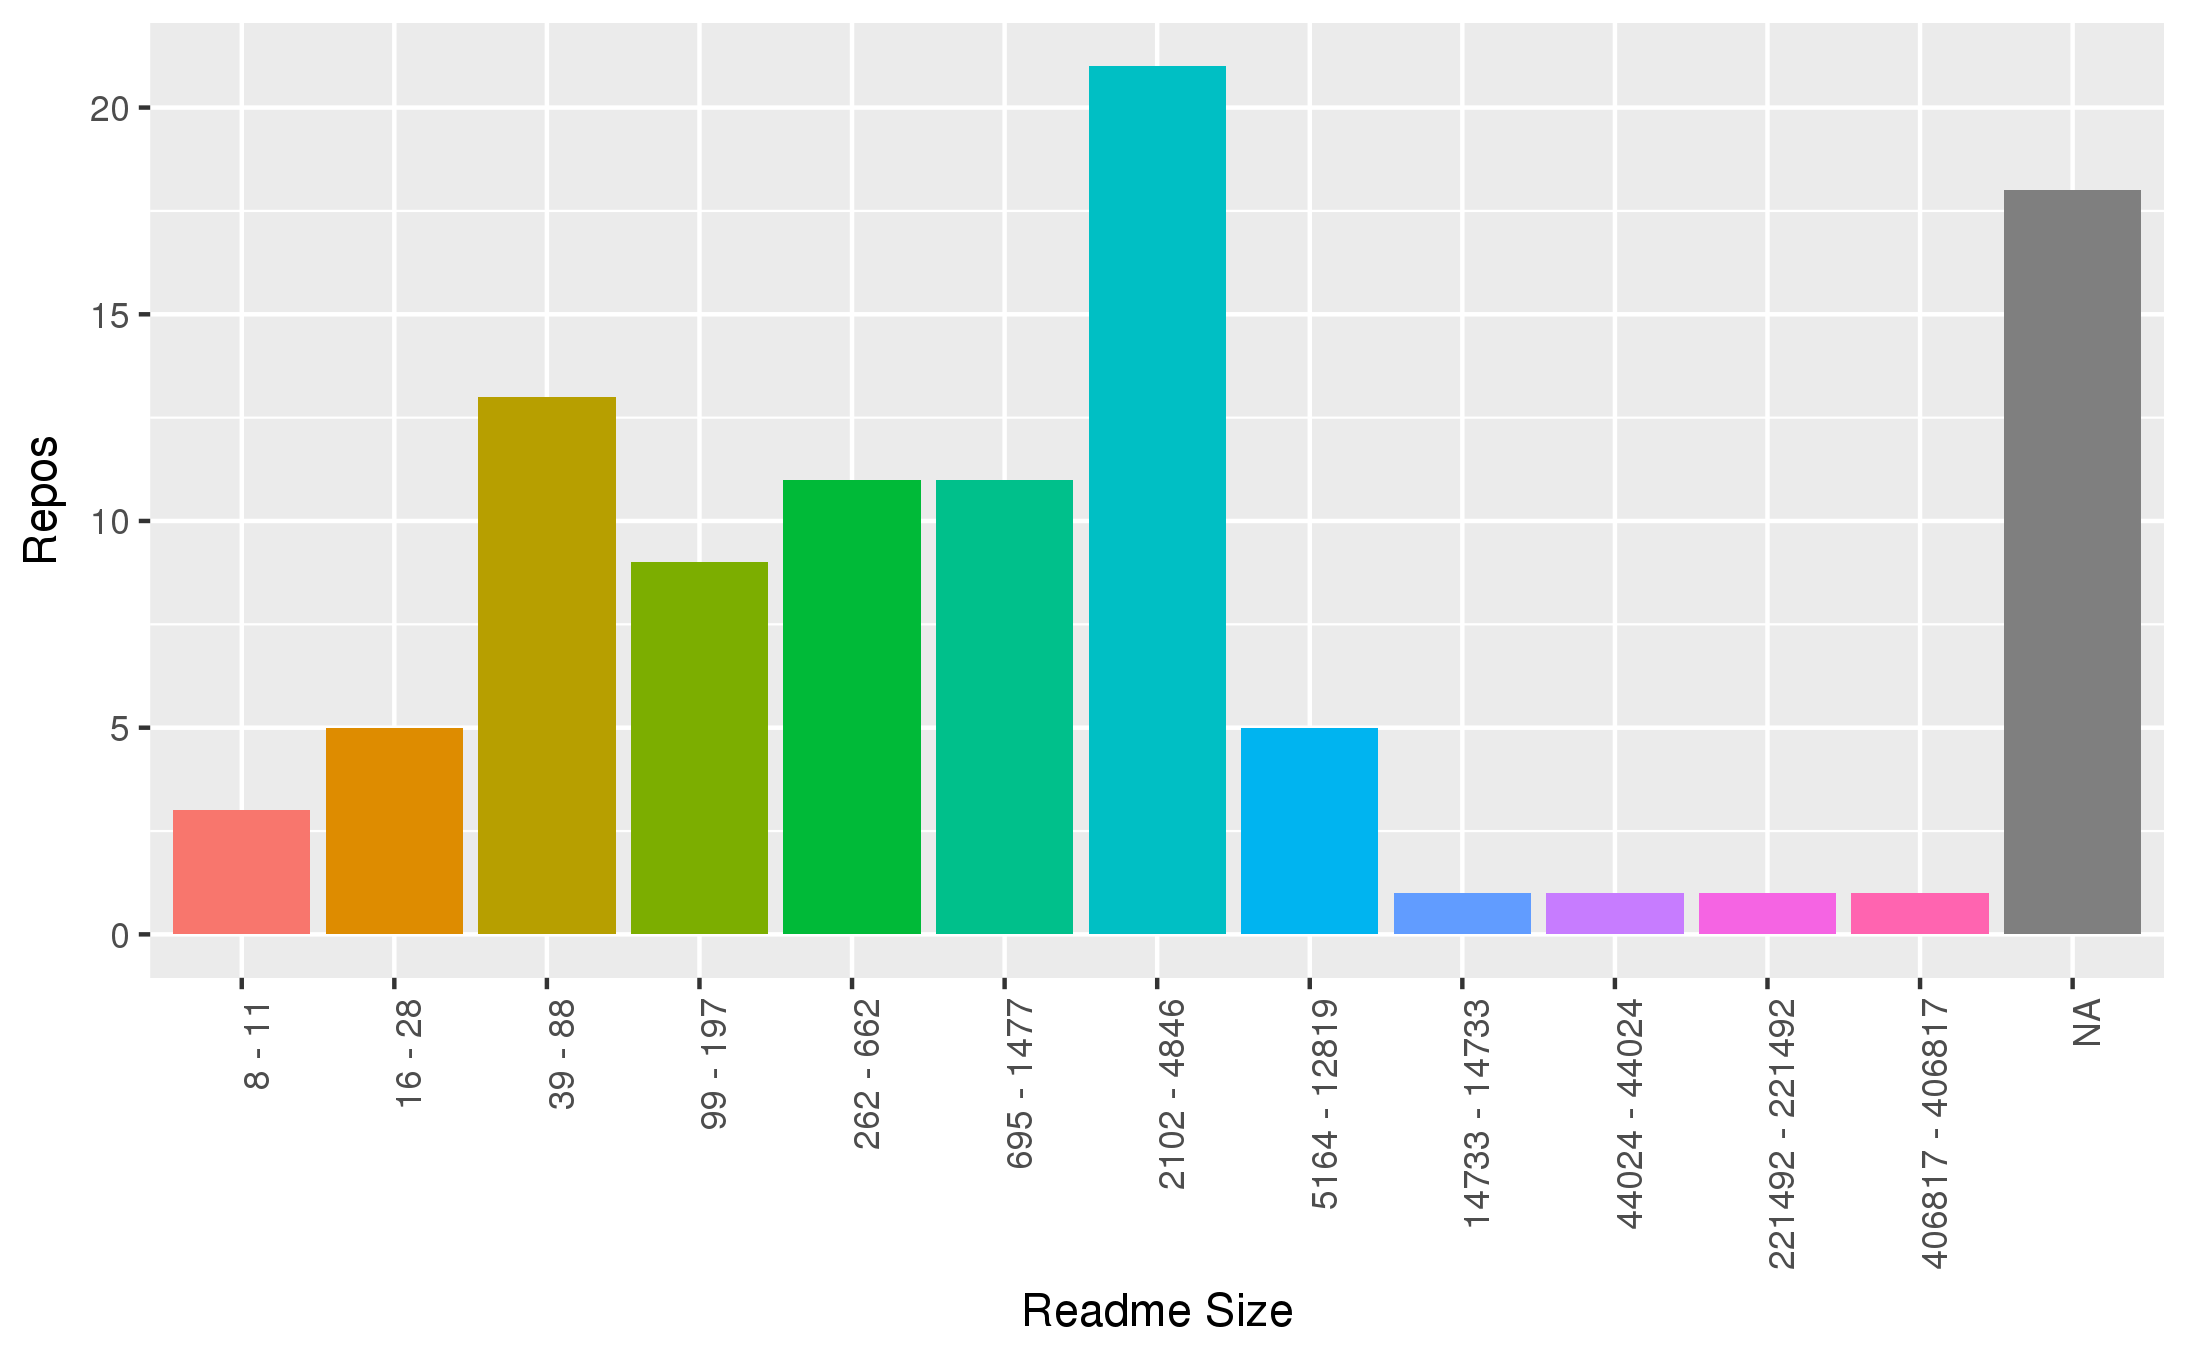 20
15
10
5
0
Repos
8 - 11
16 - 28
39 - 88
99 - 197
262 - 662
695 - 1477
2102 - 4846
5164 - 12819
14733 - 14733
44024 - 44024
221492 - 221492
406817 - 406817
NA
Readme Size